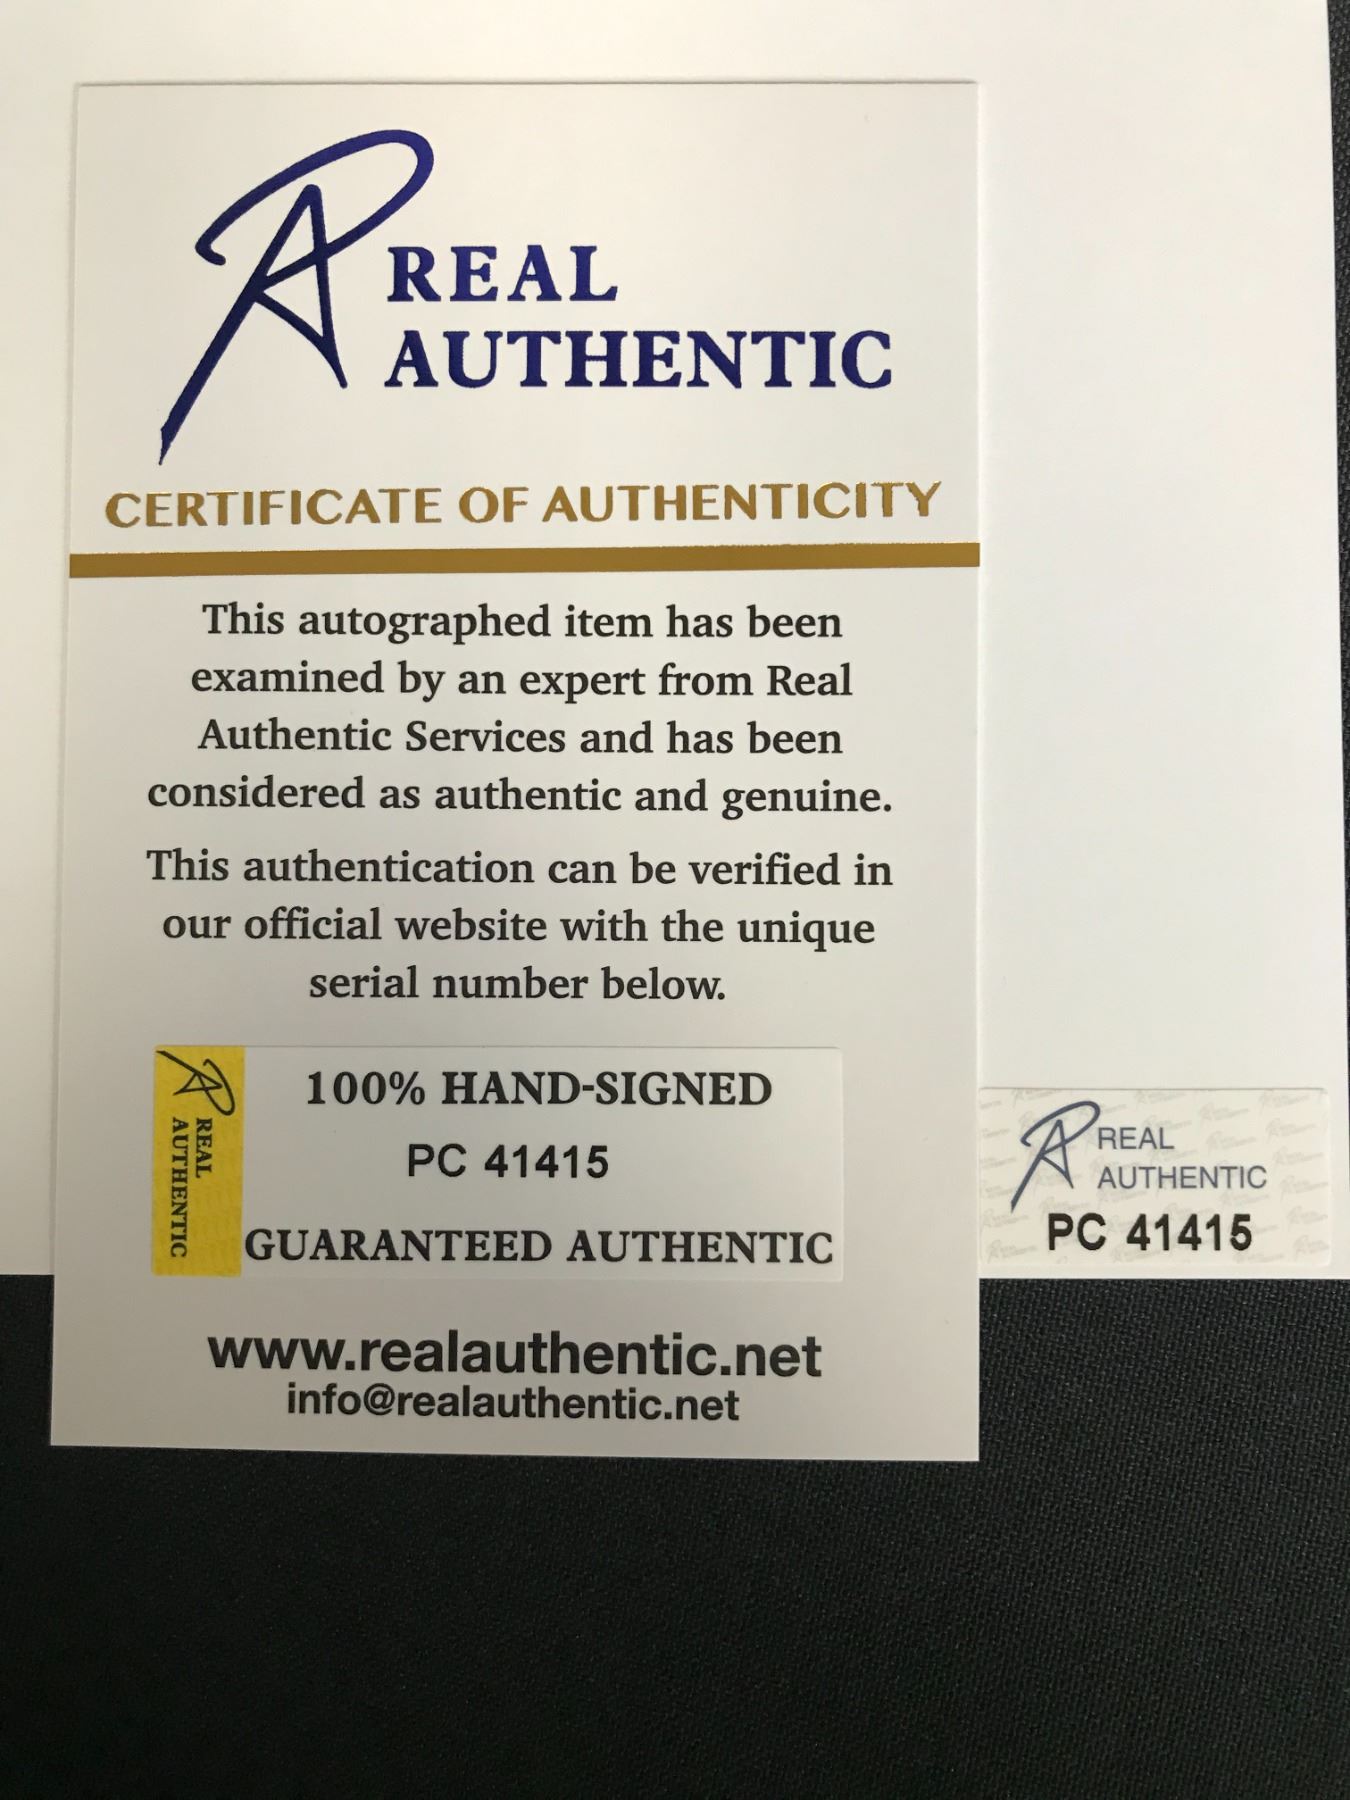 REAL
AUTHENTIC
CERTIFICATE OF AUTHENTICITY
This autographed item has been
examined by an expert from Real
Authentic Services and has been
considered as authentic and genuine.
This authentication can be verified in
our official website with the unique
serial number below.
REAL
AUTHENTIC
100% HAND-SIGNED
PC 41415
GUARANTEED AUTHENTIC
www.realauthentic.net
info@realauthentic.net
REAL
AUTHENTIC
PC 41415